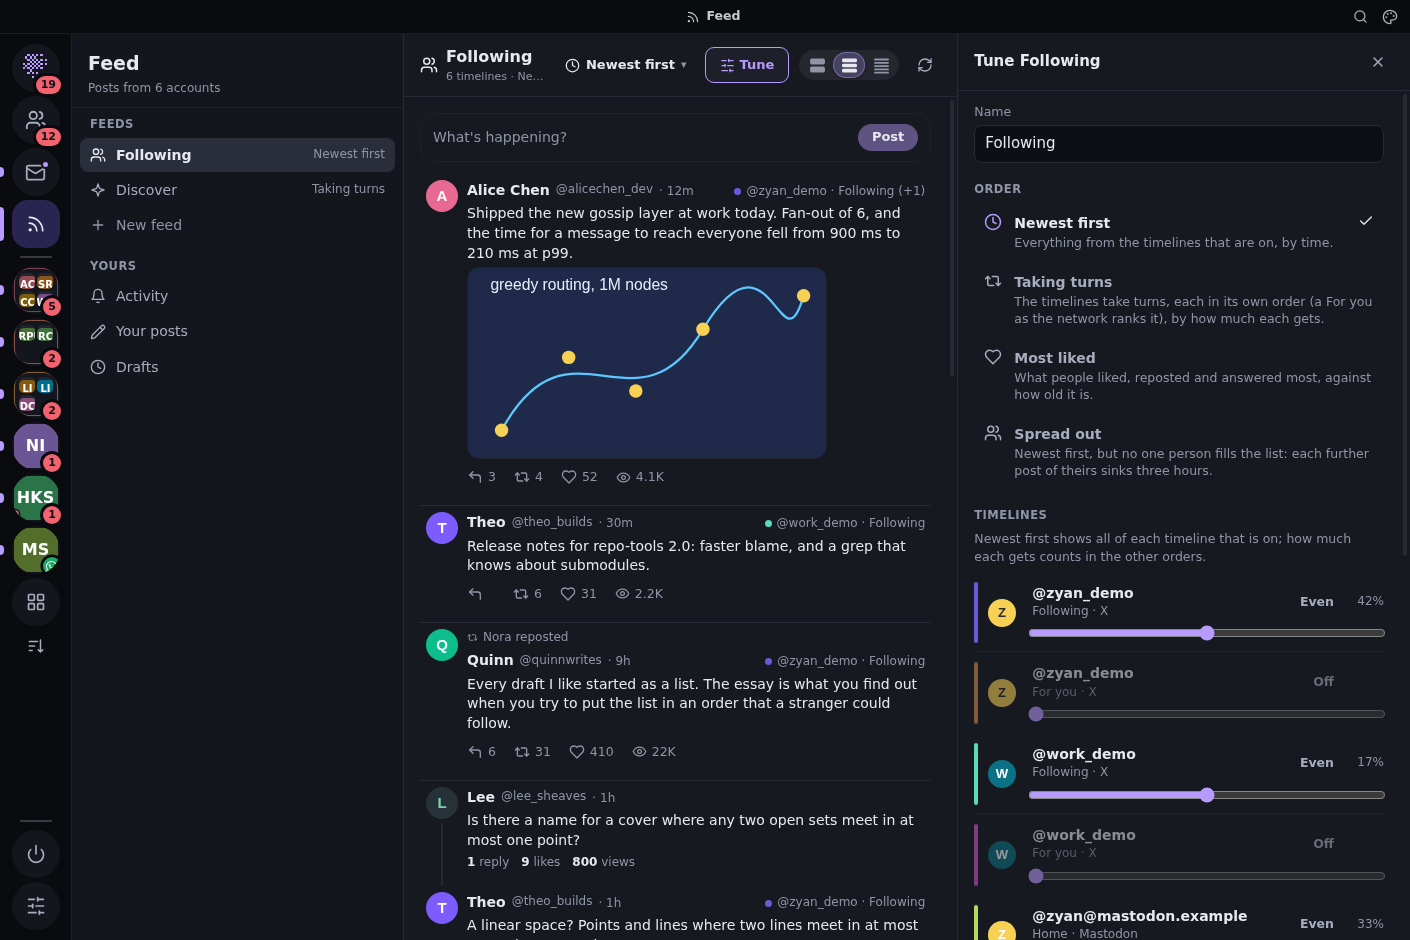 Feed
19
12
AC SR
CC
5
RP RC
2
LI LI
DC
2
NI
1
HKS
1
MS
Feed
Posts from 6 accounts
FEEDS
Following Newest first
Discover Taking turns
New feed
YOURS
Activity
Your posts
Drafts
Following
6 timelines · Ne...
Newest first
Tune
What's happening?
Post
A
Alice Chen @alicechen_dev · 12m @zyan_demo · Following (+1)
Shipped the new gossip layer at work today. Fan-out of 6, and
the time for a message to reach everyone fell from 900 ms to
210 ms at p99.
greedy routing, 1M nodes
3 4 52 4.1K
T
Theo @theo_builds · 30m @work_demo · Following
Release notes for repo-tools 2.0: faster blame, and a grep that
knows about submodules.
6 31 2.2K
Nora reposted
Q
Quinn @quinnwrites · 9h @zyan_demo · Following
Every draft I like started as a list. The essay is what you find out
when you try to put the list in an order that a stranger could
follow.
6 31 410 22K
L
Lee @lee_sheaves · 1h
Is there a name for a cover where any two open sets meet in at
most one point?
1 reply 9 likes 800 views
T
Theo @theo_builds · 1h @zyan_demo · Following
A linear space? Points and lines where two lines meet in at most
Tune Following
Name
Following
ORDER
Newest first
Everything from the timelines that are on, by time.
Taking turns
The timelines take turns, each in its own order (a For you
as the network ranks it), by how much each gets.
Most liked
What people liked, reposted and answered most, against
how old it is.
Spread out
Newest first, but no one person fills the list: each further
post of theirs sinks three hours.
TIMELINES
Newest first shows all of each timeline that is on; how much
each gets counts in the other orders.
Z
@zyan_demo
Following · X
Even 42%
Z
@zyan_demo
For you · X
Off
W
@work_demo
Following · X
Even 17%
W
@work_demo
For you · X
Off
Z
@zyan@mastodon.example
Home · Mastodon
Even 33%